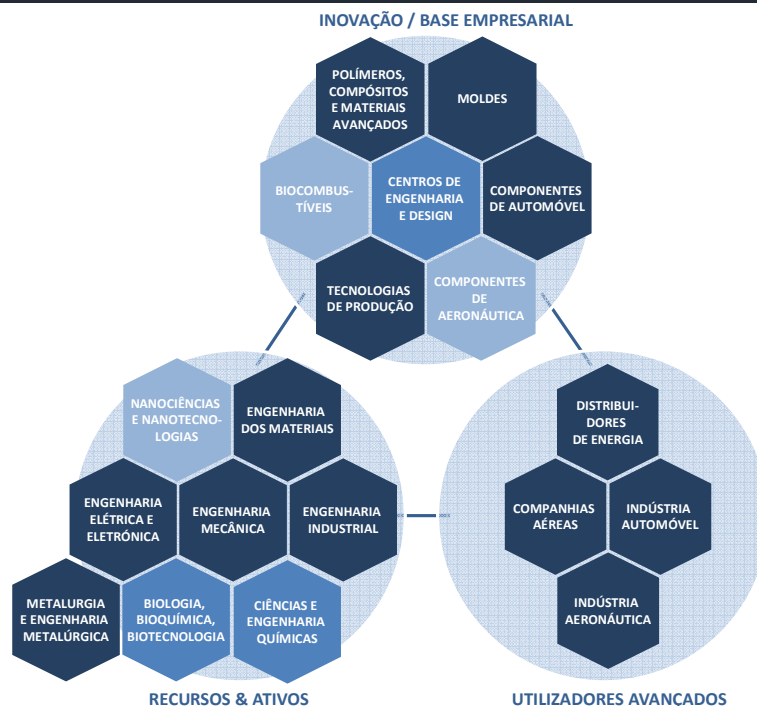 INOVAÇÃO / BASE EMPRESARIAL
POLÍMEROS,
COMPÓSITOS
E MATERIAIS
AVANÇADOS
MOLDES
BIOCOMBUS-
TÍVEIS
CENTROS DE
ENGENHARIA
E DESIGN
COMPONENTES
DE AUTOMÓVEL
TECNOLOGIAS
DE PRODUÇÃO
COMPONENTES
DE
AERONÁUTICA
NANOCIÊNCIAS
E NANOTECNO-
LOGIAS
ENGENHARIA
DOS MATERIAIS
ENGENHARIA
ELÉTRICA E
ELETRÓNICA
ENGENHARIA
MECÂNICA
ENGENHARIA
INDUSTRIAL
METALURGIA
E ENGENHARIA
METALÚRGICA
BIOLOGIA,
BIOQUÍMICA,
BIOTECNOLOGIA
CIÊNCIAS E
ENGENHARIA
QUÍMICAS
RECURSOS & ATIVOS
DISTRIBUI-
DORES
DE ENERGIA
COMPANHIAS
AÉREAS
INDÚSTRIA
AUTOMÓVEL
INDÚSTRIA
AERONÁUTICA
UTILIZADORES AVANÇADOS